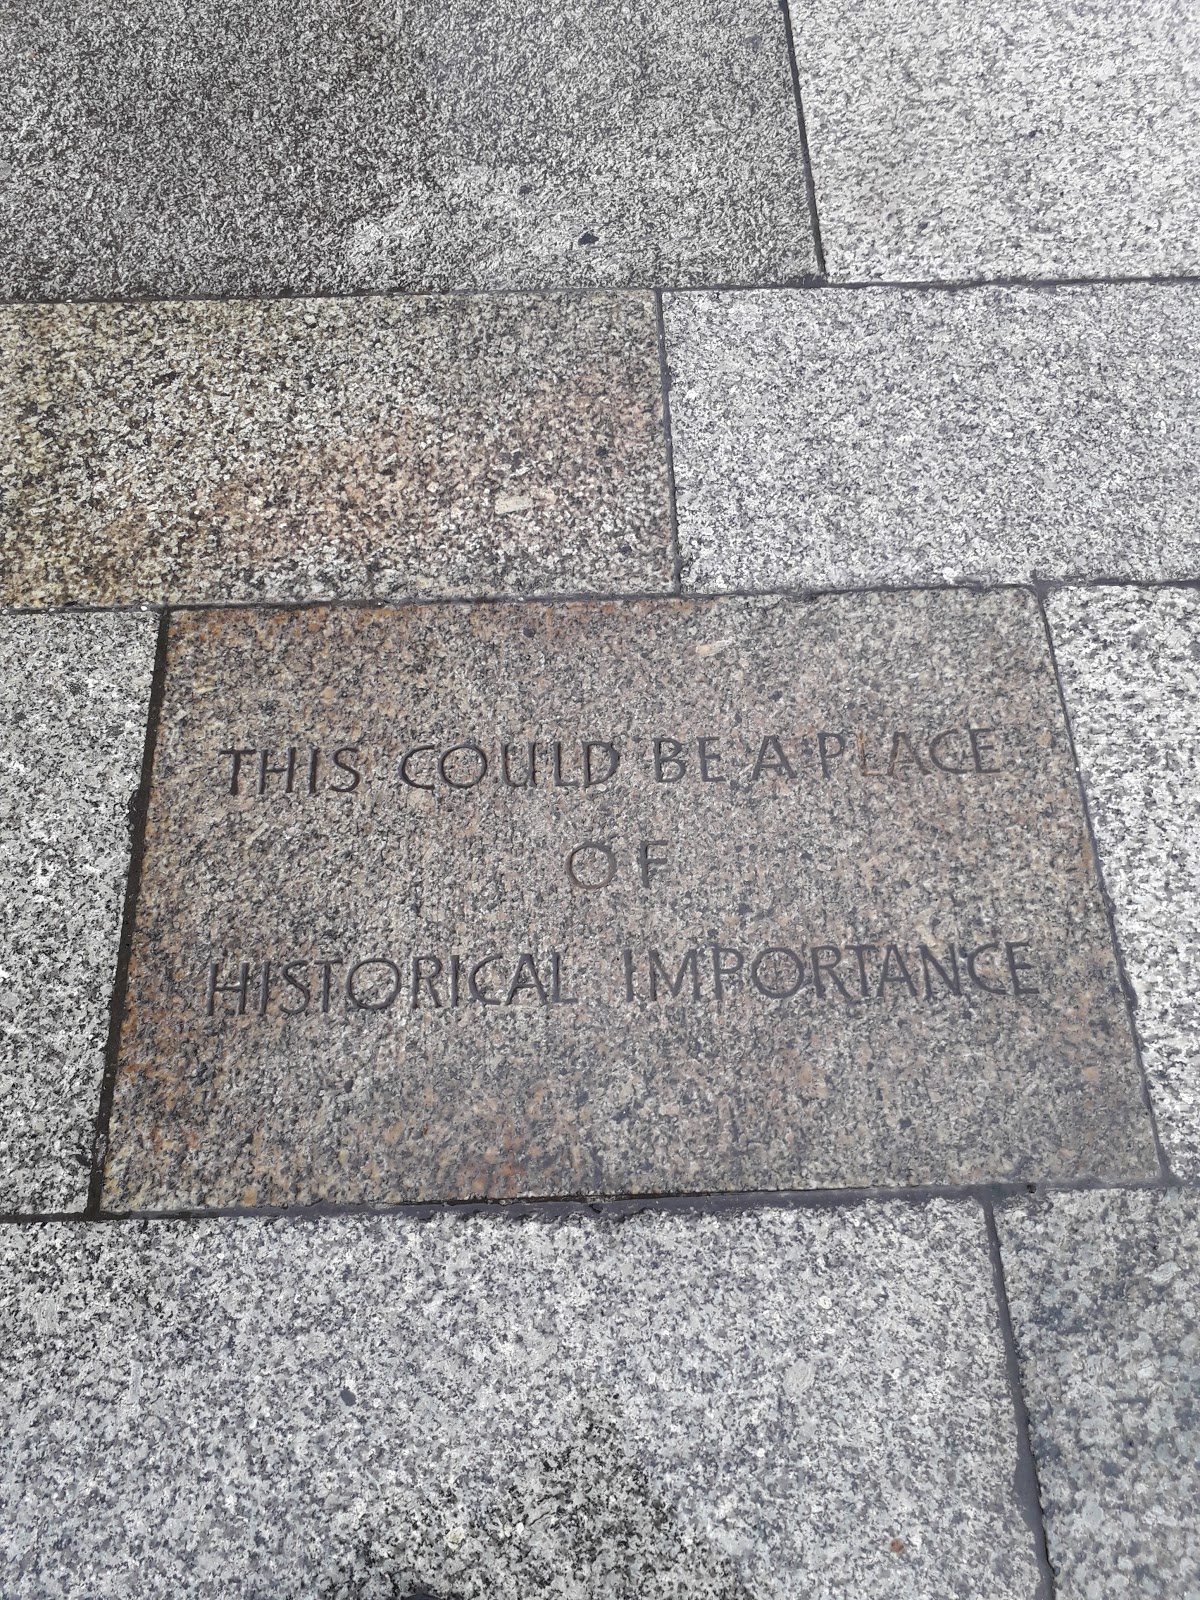 THIS COULD BE A PLACE
OF
HISTORICAL IMPORTANCE